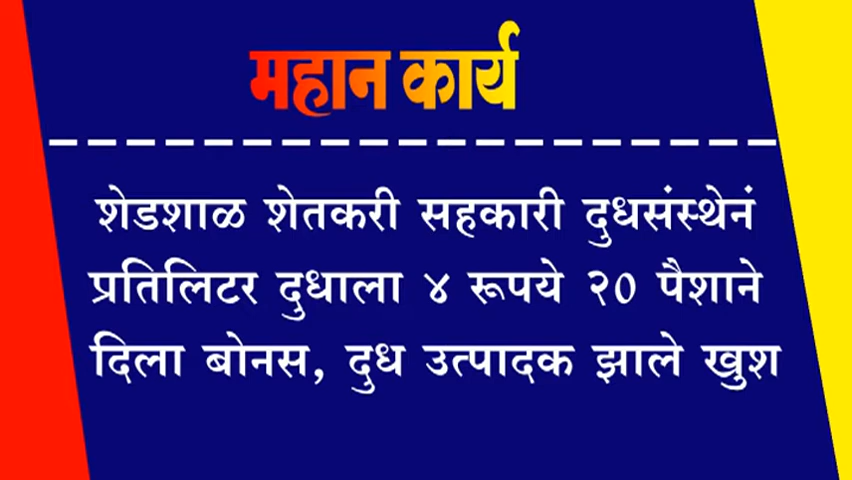 महान कार्य
शेडशाळ शेतकरी सहकारी दुधसंस्थेनं
प्रतिलिटर दुधाला ४ रूपये २० पैशाने
दिला बोनस, दुध उत्पादक झाले खुश